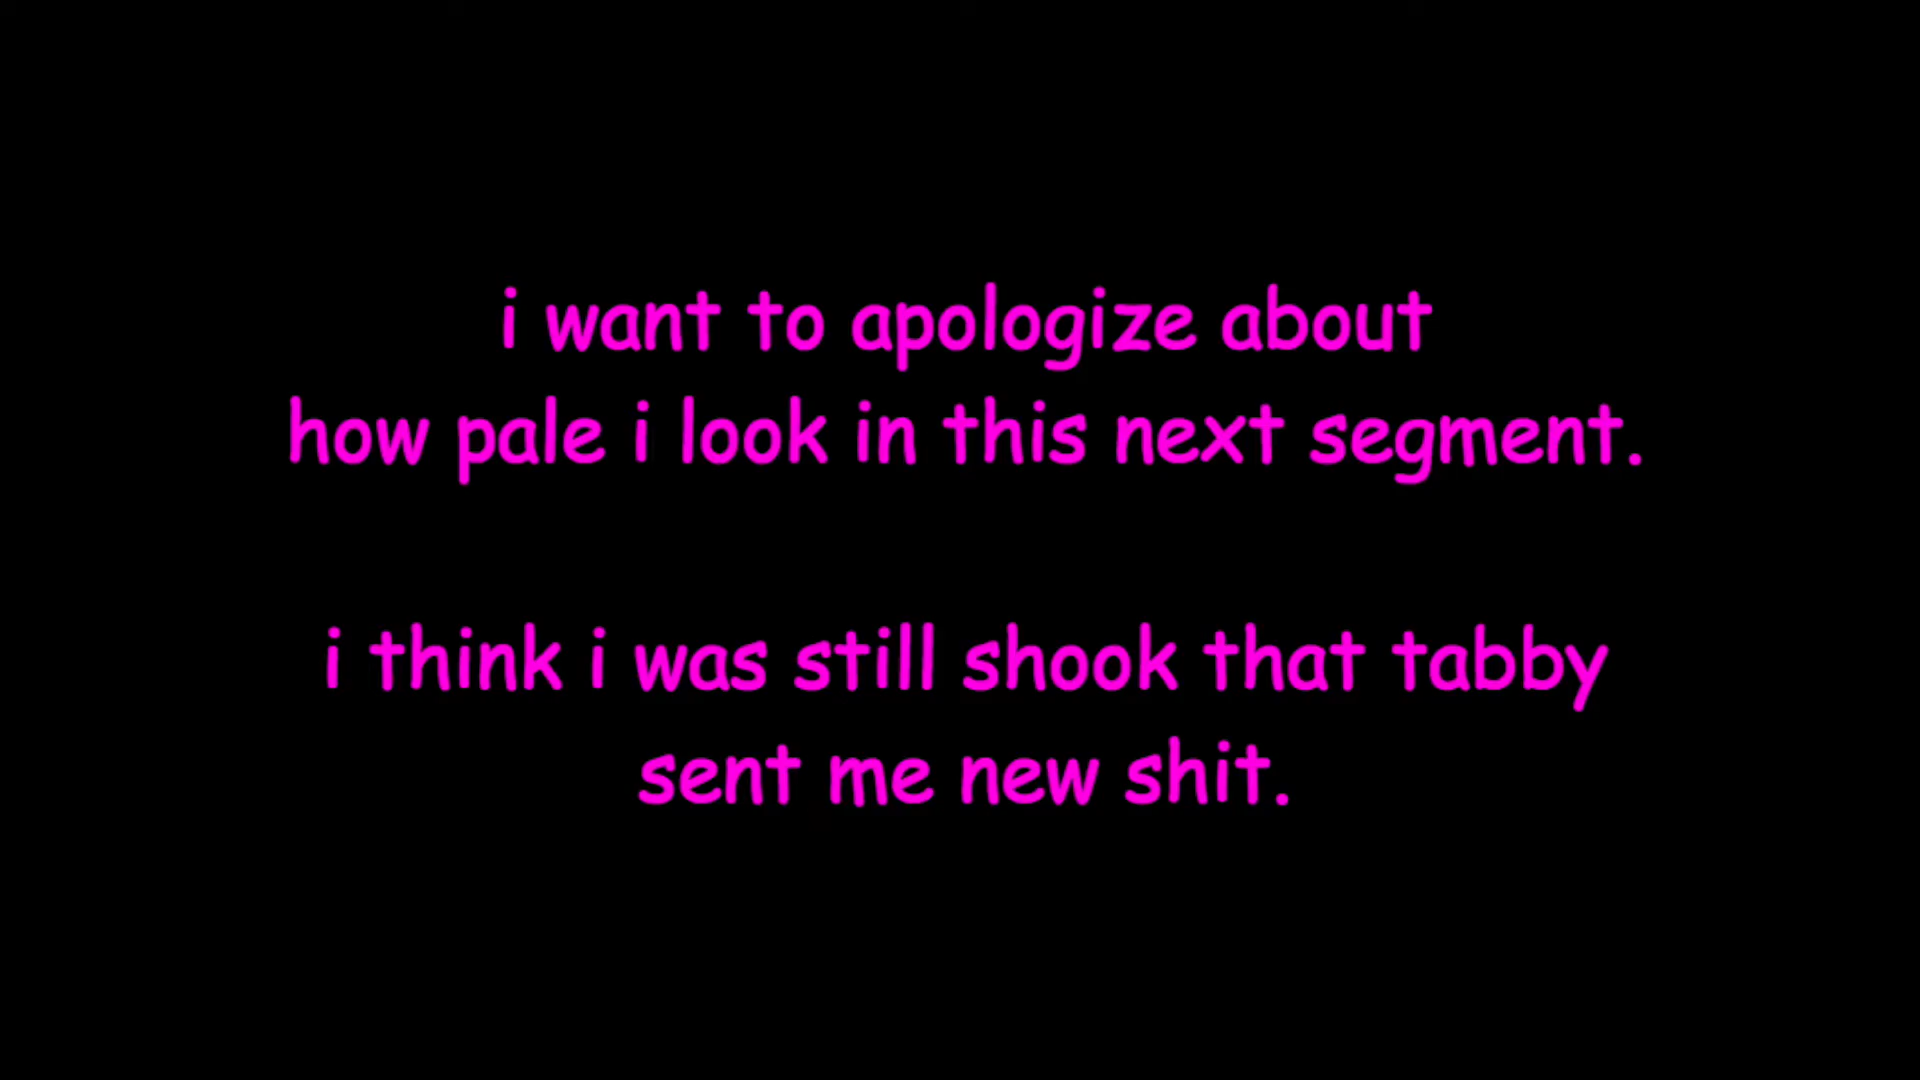 i want to apologize about
how pale i look in this next segment.
i think i was still shook that tabby
sent me new shit.